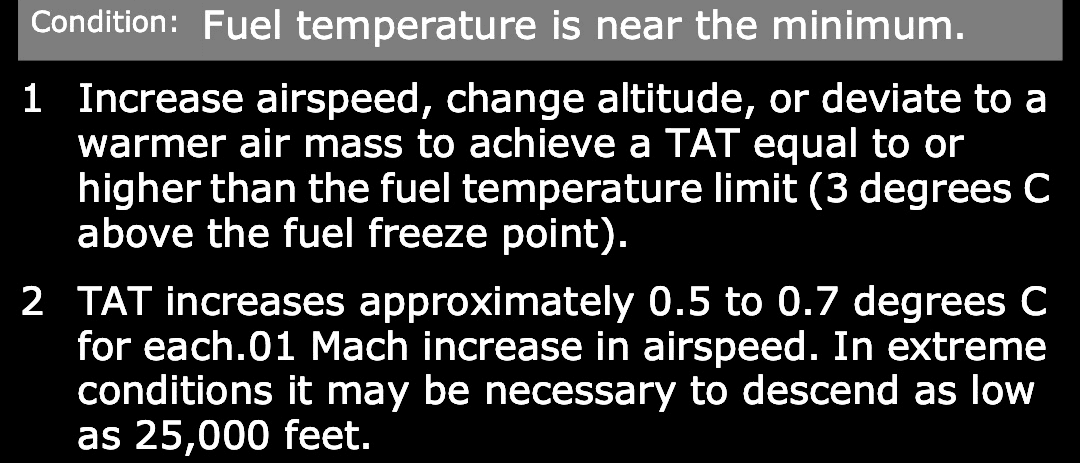 Condition: Fuel temperature is near the minimum.
1 Increase airspeed, change altitude, or deviate to a
warmer air mass to achieve a TAT equal to or
higher than the fuel temperature limit (3 degrees C
above the fuel freeze point).
2 TAT increases approximately 0.5 to 0.7 degrees C
for each.01 Mach increase in airspeed. In extreme
conditions it may be necessary to descend as low
as 25,000 feet.